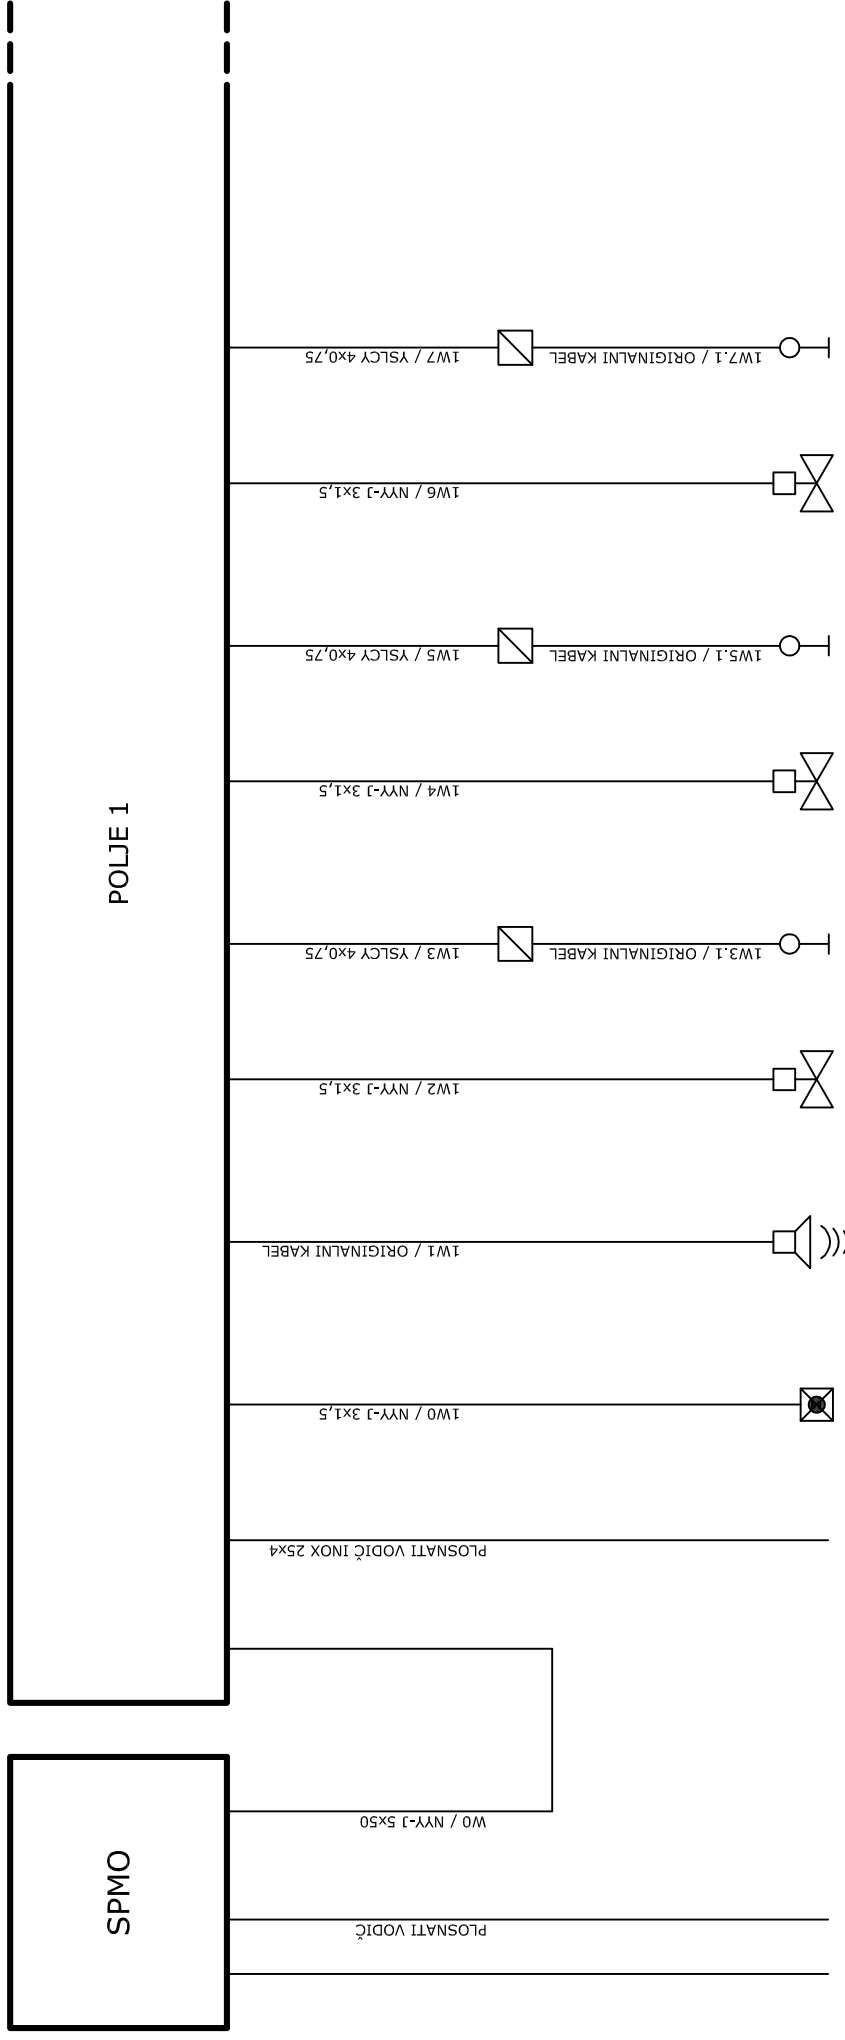 1W7 / YSLCY 4x0,75
1W7.1 / ORIGINALNI KABEL
1W6 / NYY-J 3x1,5
1W5 / YSLCY 4x0,75
1W5.1 / ORIGINALNI KABEL
1W4 / NYY-J 3x1,5
POLJE 1
1W3 / YSLCY 4x0,75
1W3.1 / ORIGINALNI KABEL
1W2 / NYY-J 3x1,5
1W1 / ORIGINALNI KABEL
1W0 / NYY-J 3x1,5
PLOSNATI VODIČ INOX 25x4
W0 / NYY-J 5x50
SPMO
PLOSNATI VODIČ